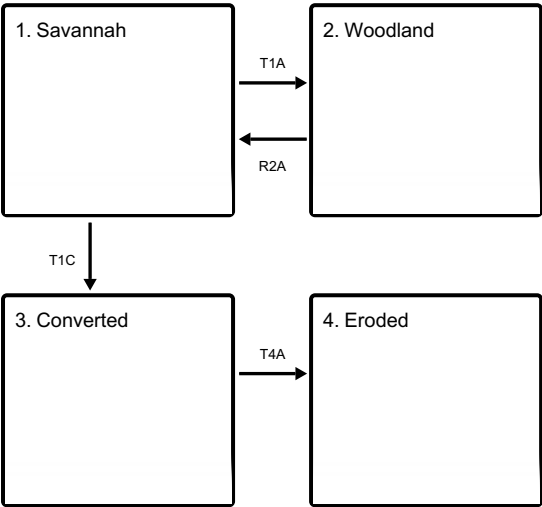 1. Savannah
2. Woodland
T1A
R2A
T1C
3. Converted
4. Eroded
T4A